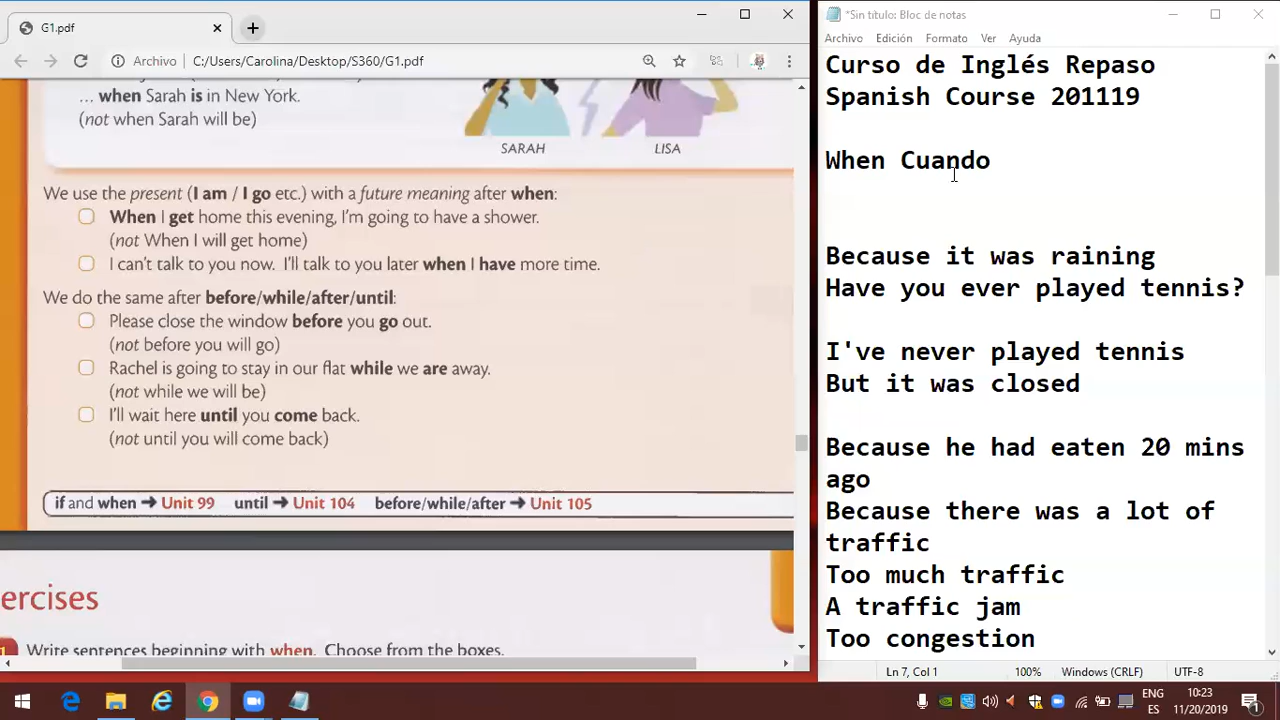 G1.pdf
Archivo C:/Users/Carolina/Desktop/S360/G1.pdf
... when Sarah is in New York.
(not when Sarah will be)
SARAH LISA
We use the present (I am / I go etc.) with a future meaning after when:
When I get home this evening, I'm going to have a shower.
(not When I will get home)
I can't talk to you now. I'll talk to you later when I have more time.
We do the same after before/while/after/until:
Please close the window before you go out.
(not before you will go)
Rachel is going to stay in our flat while we are away.
(not while we will be)
I'll wait here until you come back.
(not until you will come back)
if and when → Unit 99 until → Unit 104 before/while/after → Unit 105
ercises
1 Write sentences beginning with when. Choose from the boxes.
*Sin título: Bloc de notas
Archivo Edición Formato Ver Ayuda
Curso de Inglés Repaso
Spanish Course 201119
When Cuando
Because it was raining
Have you ever played tennis?
I've never played tennis
But it was closed
Because he had eaten 20 mins
ago
Because there was a lot of
traffic
Too much traffic
A traffic jam
Too congestion
Ln 7, Col 1 100% Windows (CRLF) UTF-8
ENG
ES
10:23
11/20/2019
1